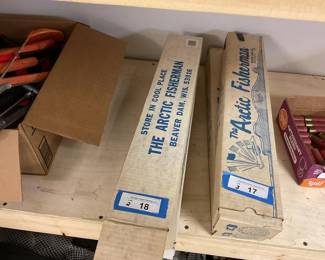 STORE IN COOL PLACE
THE ARCTIC FISHERMAN
BEAVER DAM, WIS. 53916
18
The Arctic Fisherman
17